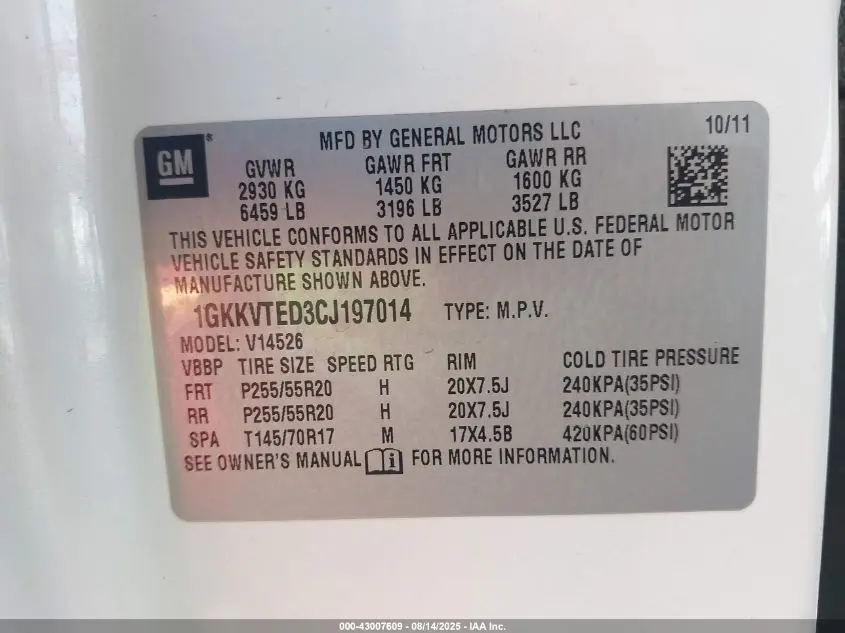 GM
MFD BY GENERAL MOTORS LLC 10/11
GVWR GAWR FRT GAWR RR
2930 KG 1450 KG 1600 KG
6459 LB 3196 LB 3527 LB
THIS VEHICLE CONFORMS TO ALL APPLICABLE U.S. FEDERAL MOTOR
VEHICLE SAFETY STANDARDS IN EFFECT ON THE DATE OF
MANUFACTURE SHOWN ABOVE.
1GKKVTED3CJ197014 TYPE: M.P.V.
MODEL: V14526
VBBP TIRE SIZE SPEED RTG RIM COLD TIRE PRESSURE
FRT P255/55R20 H 20X7.5J 240KPA(35PSI)
RR P255/55R20 H 20X7.5J 240KPA(35PSI)
SPA T145/70R17 M 17X4.5B 420KPA(60PSI)
SEE OWNER'S MANUAL i FOR MORE INFORMATION.
000-43007609 - 08/14/2025 - IAA Inc.